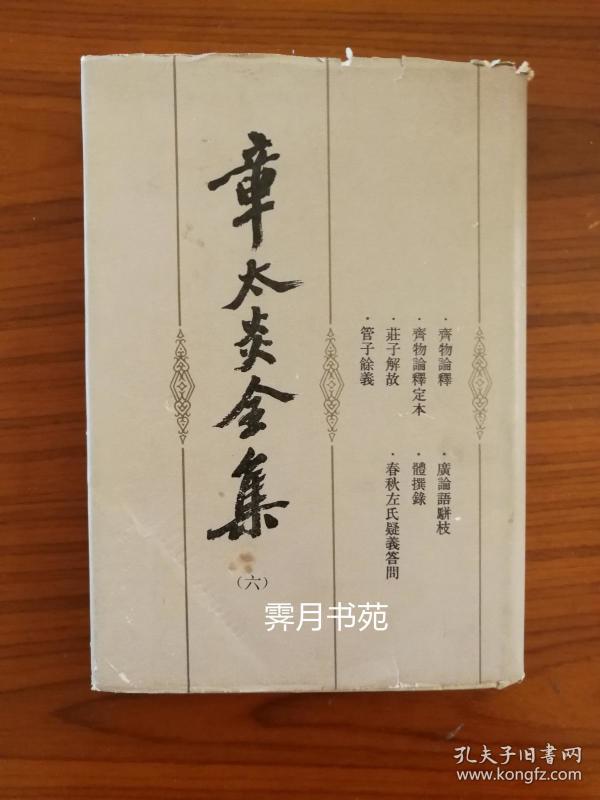 章太炎全集
（六）
·齊物論釋
·齊物論釋定本
·莊子解故
·管子餘義
·廣論語駢枝
·體撰錄
·春秋左氏疑義答問
霁月书苑
孔夫子旧书网
www.kongfz.com